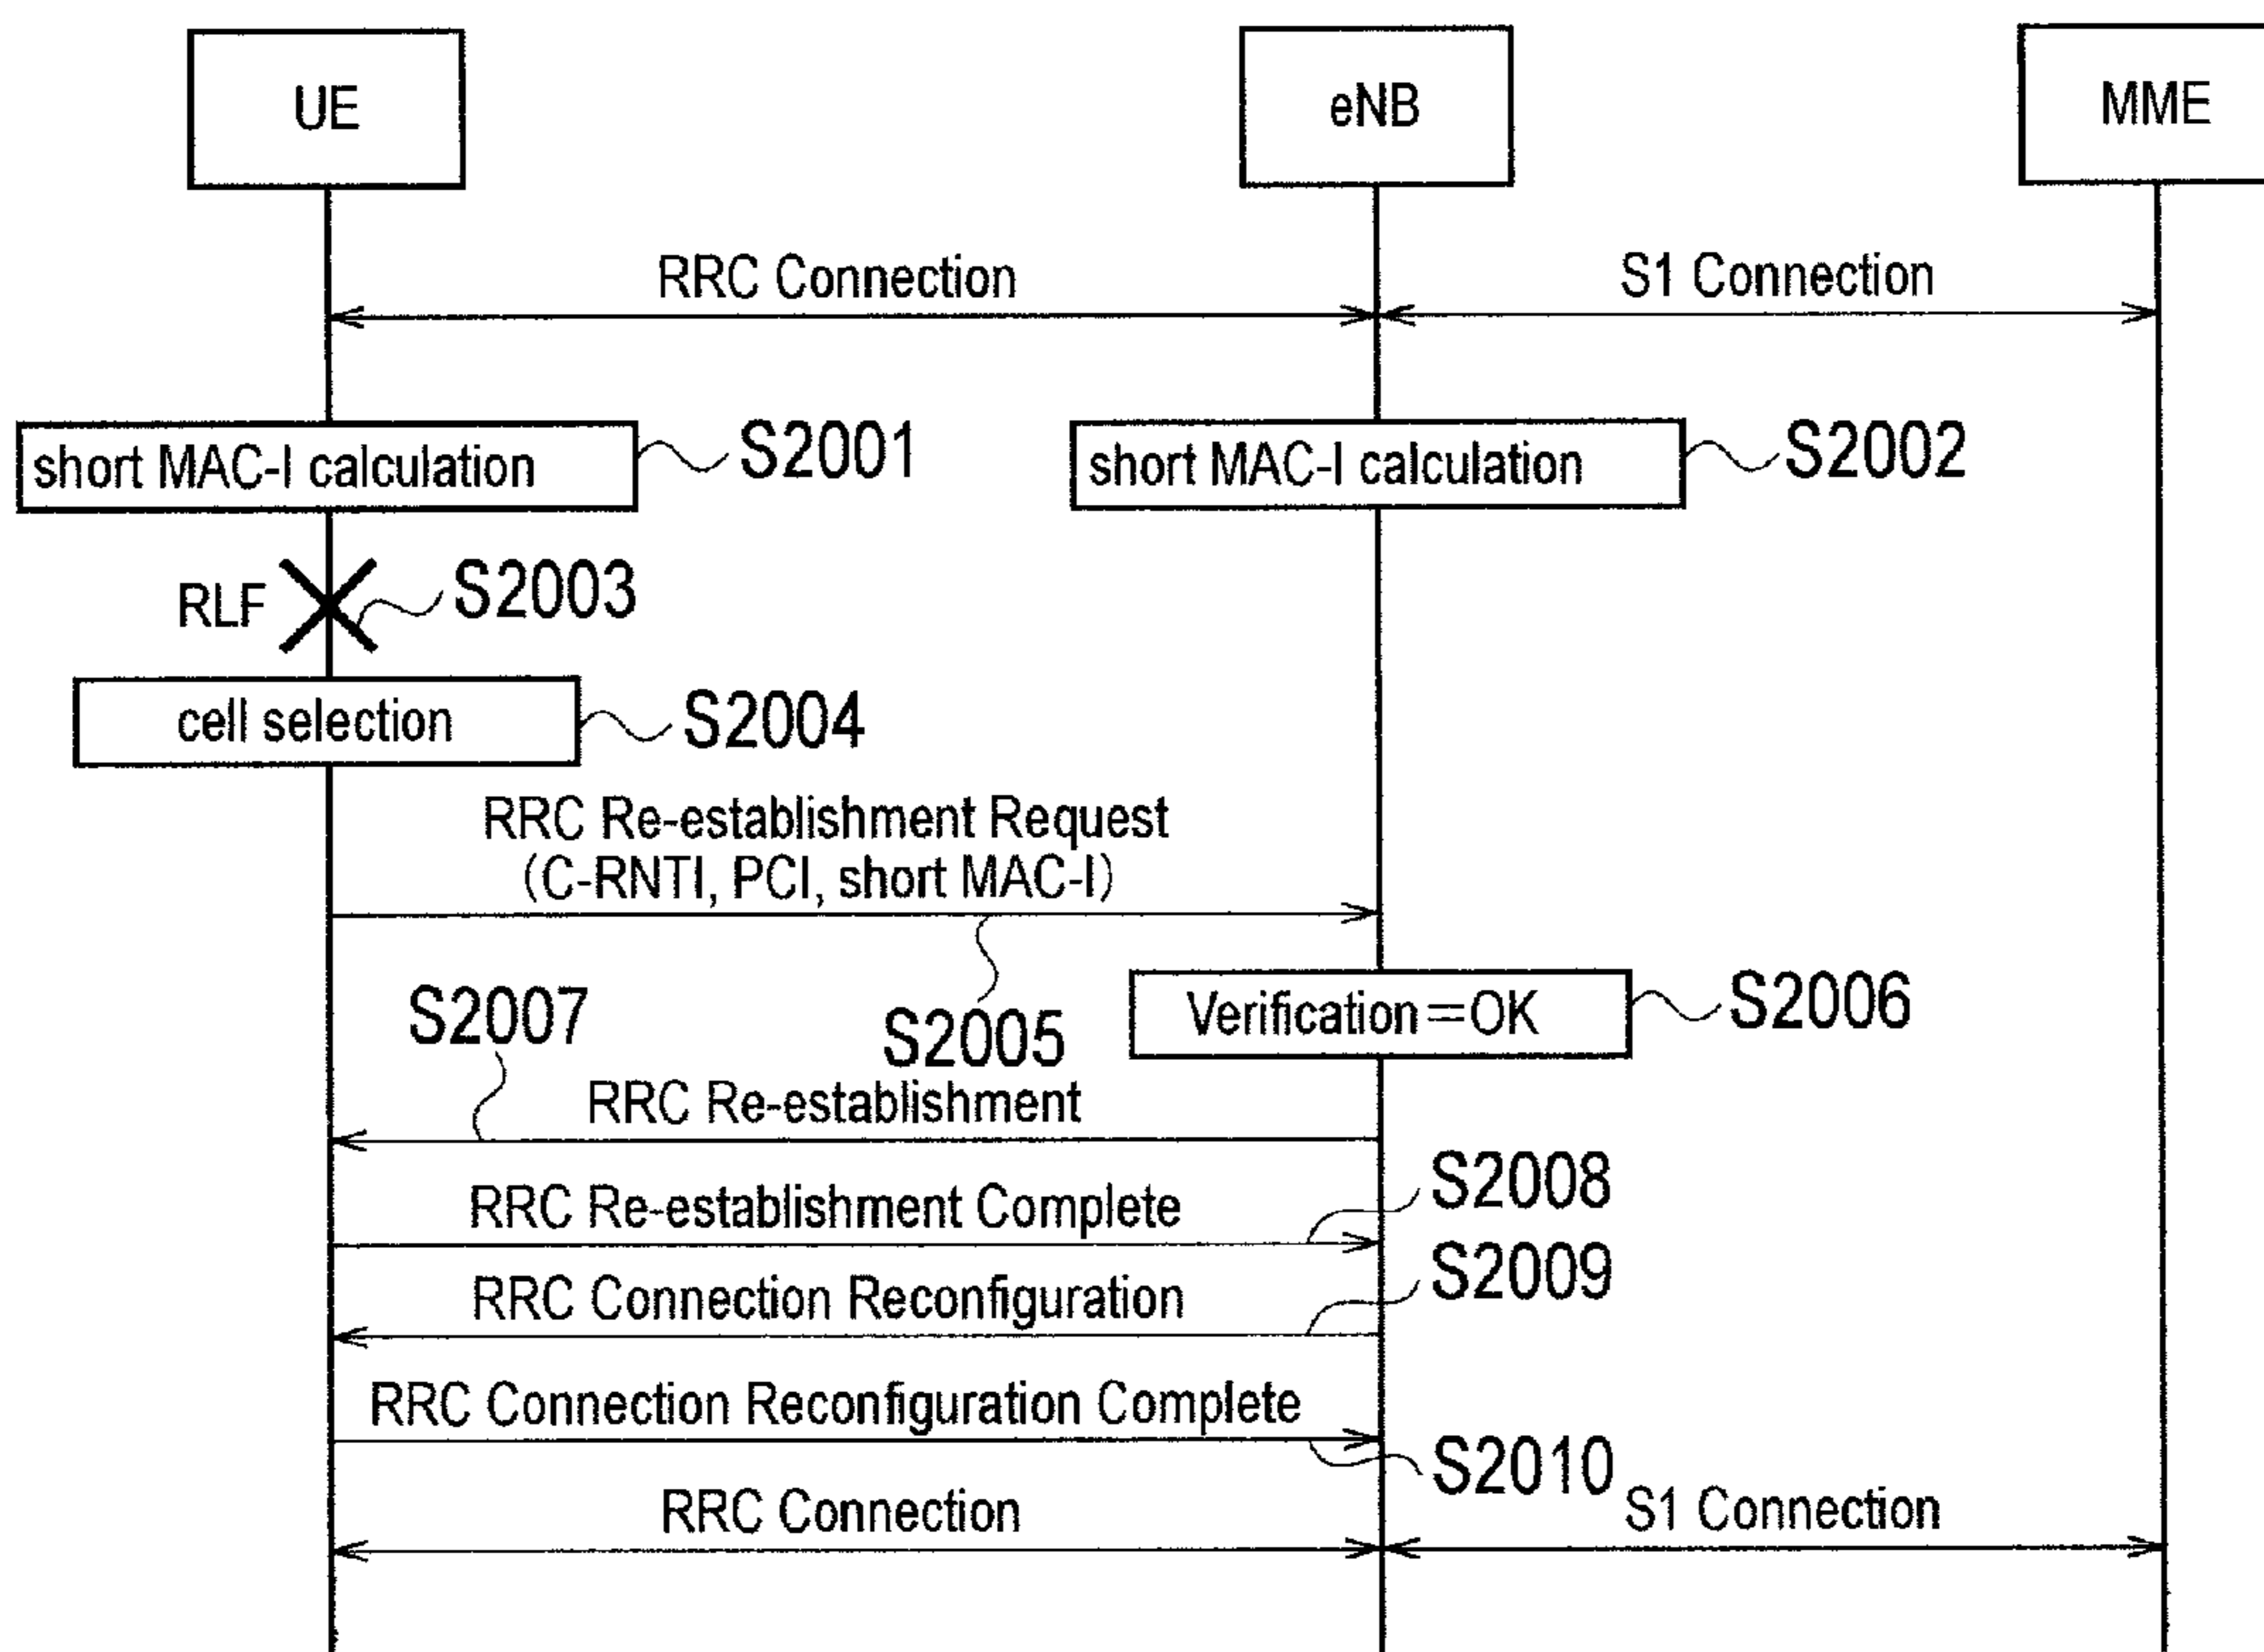 UE
eNB
MME
RRC Connection
S1 Connection
short MAC-I calculation
S2001
short MAC-I calculation
S2002
RLF
S2003
cell selection
S2004
RRC Re-establishment Request
(C-RNTI, PCI, short MAC-I)
S2005
Verification=OK
S2006
S2007
RRC Re-establishment
RRC Re-establishment Complete
S2008
RRC Connection Reconfiguration
S2009
RRC Connection Reconfiguration Complete
S2010
RRC Connection
S1 Connection